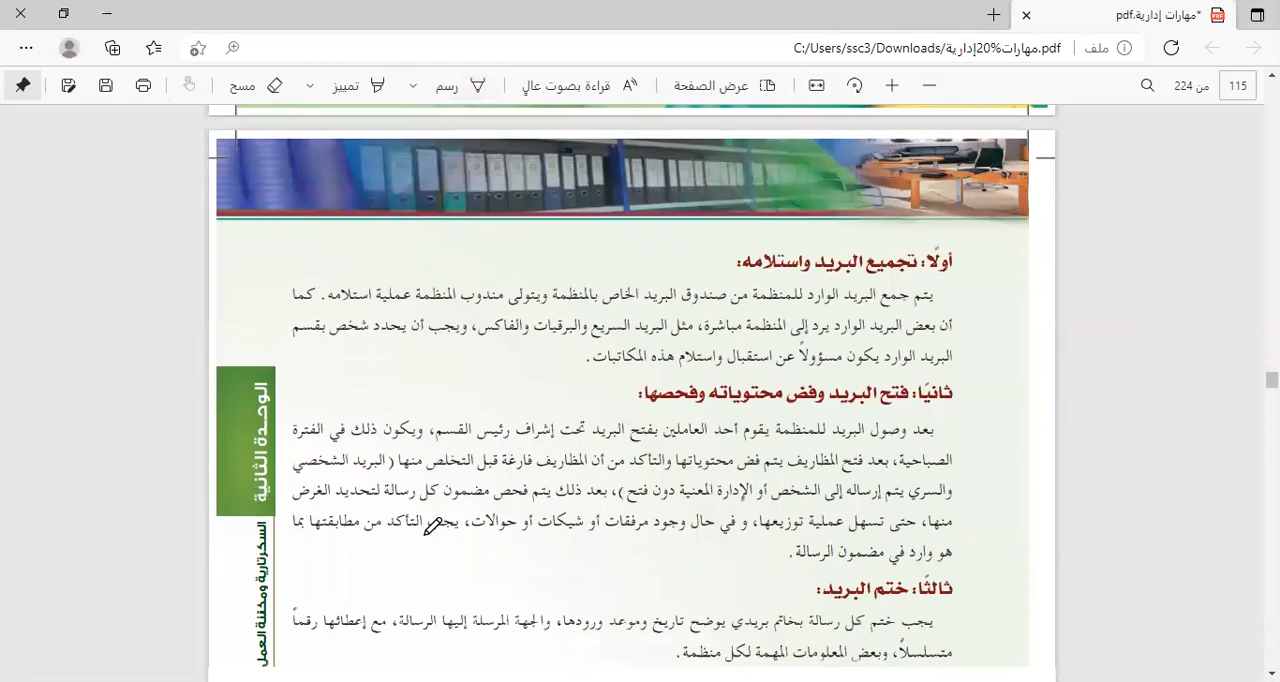 *مهارات إدارية.pdf
ملف
C:/Users/ssc3/Downloads/مهارات%20إدارية.pdf
115
من 224
عرض الصفحة
قراءة بصوت عالٍ
رسم
تمييز
مسح
أولًا: تجميع البريد واستلامه:
يتم جمع البريد الوارد للمنظمة من صندوق البريد الخاص بالمنظمة ويتولى مندوب المنظمة عملية استلامه. كما
أن بعض البريد الوارد يرد إلى المنظمة مباشرة، مثل البريد السريع والبرقيات والفاكس، ويجب أن يحدد شخص بقسم
البريد الوارد يكون مسؤولاً عن استقبال واستلام هذه المكاتبات.
ثانيًا: فتح البريد وفض محتوياته وفحصها:
بعد وصول البريد للمنظمة يقوم أحد العاملين بفتح البريد تحت إشراف رئيس القسم، ويكون ذلك في الفترة
الصباحية، بعد فتح المظاريف يتم فض محتوياتها والتأكد من أن المظاريف فارغة قبل التخلص منها (البريد الشخصي
والسري يتم إرساله إلى الشخص أو الإدارة المعنية دون فتح)، بعد ذلك يتم فحص مضمون كل رسالة لتحديد الغرض
منها، حتى تسهل عملية توزيعها، و في حال وجود مرفقات أو شيكات أو حوالات، يجب التأكد من مطابقتها بما
هو وارد في مضمون الرسالة.
ثالثًا: ختم البريد:
يجب ختم كل رسالة بخاتم بريدي يوضح تاريخ وموعد ورودها، والجهة المرسلة إليها الرسالة، مع إعطائها رقماً
متسلسلاً، وبعض المعلومات المهمة لكل منظمة.
الوحدة الثانية
السكرتارية ومكننة العمل